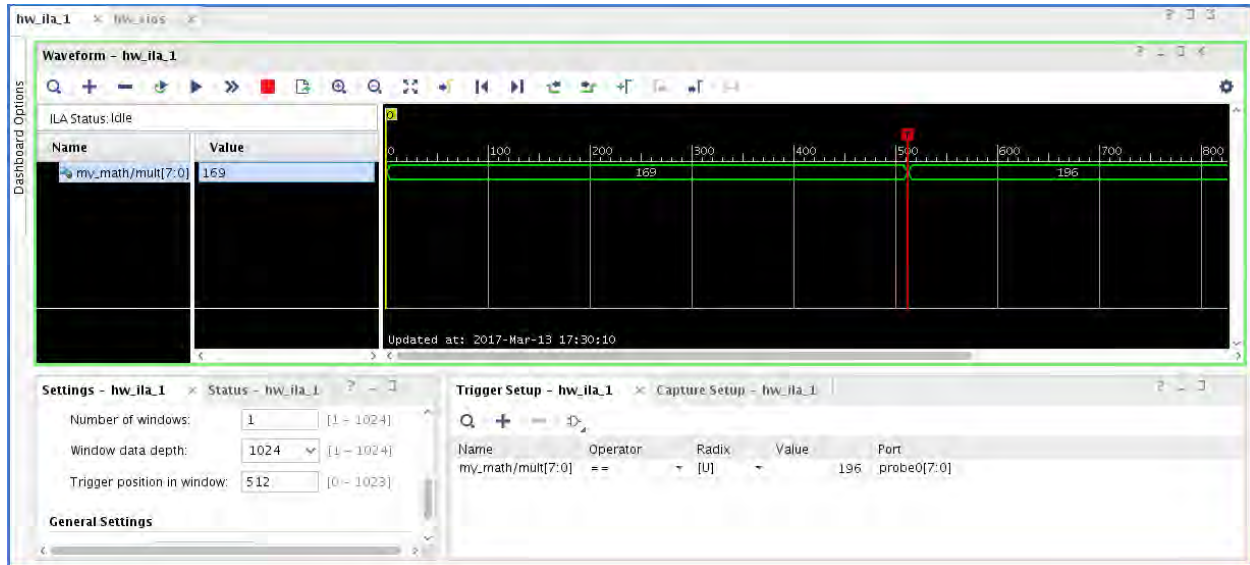 hw_ila_1 × hw_vios ×
Waveform - hw_ila_1
Dashboard Options
ILA Status: Idle
Name Value
my_math/mult[7:0] 169
0
0 100 200 300 400 500 600 700 800
169 196
Updated at: 2017-Mar-13 17:30:10
Settings - hw_ila_1 × Status - hw_ila_1
Number of windows: 1 [1 - 1024]
Window data depth: 1024 [1 - 1024]
Trigger position in window: 512 [0 - 1023]
General Settings
Trigger Setup - hw_ila_1 × Capture Setup - hw_ila_1
Name Operator Radix Value Port
my_math/mult[7:0] == [U] 196 probe0[7:0]